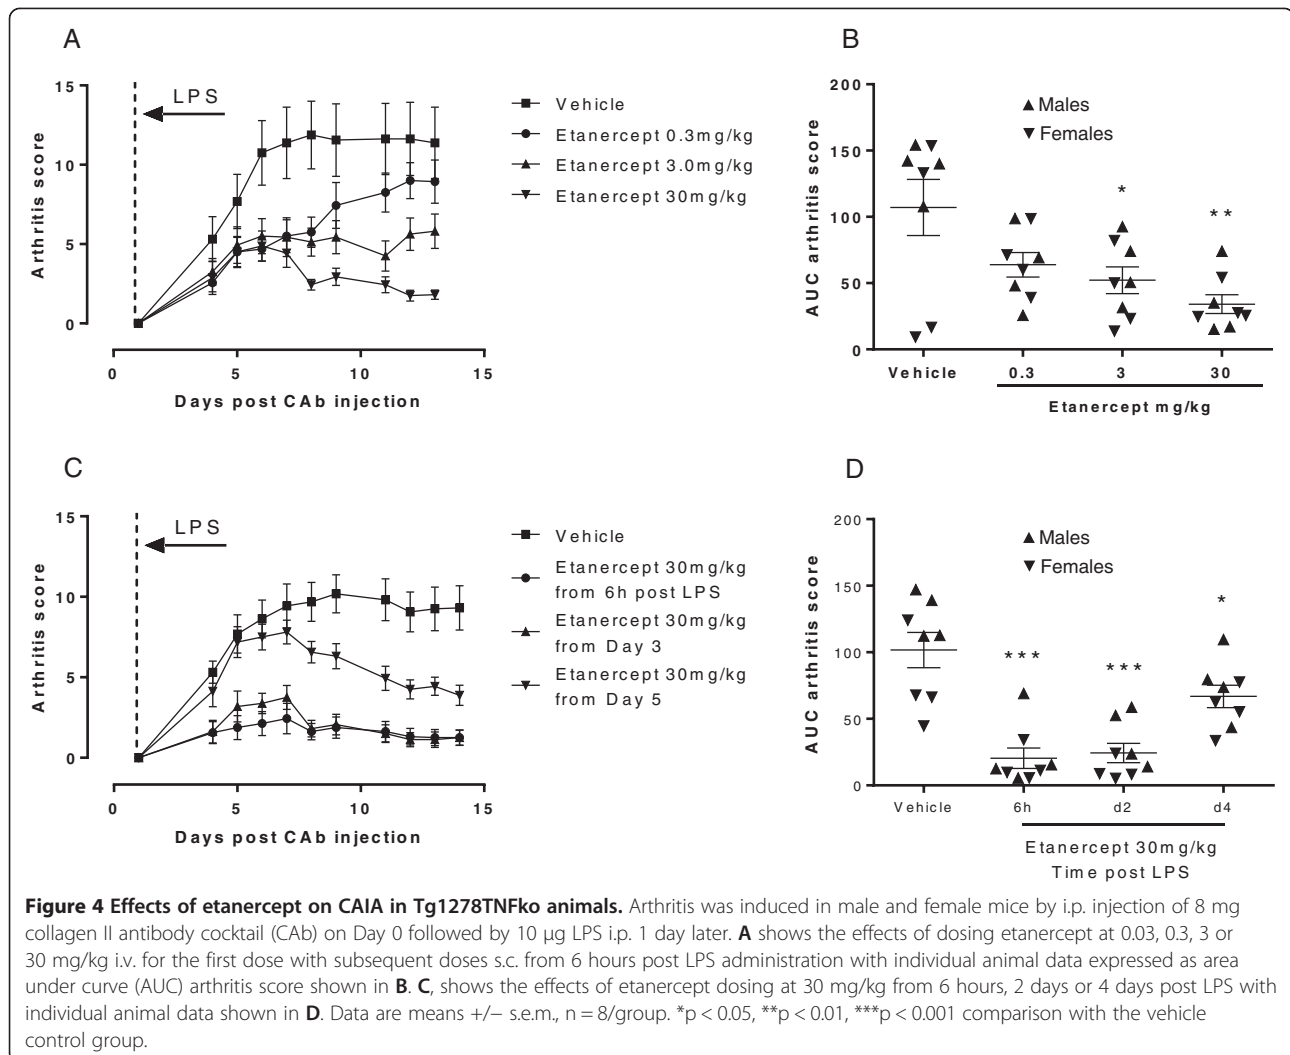 A
15
10
5
0
Arthritis score
LPS
0 5 10 15
Days post CAb injection
Vehicle
Etanercept 0.3mg/kg
Etanercept 3.0mg/kg
Etanercept 30mg/kg
B
200
150
100
50
0
AUC arthritis score
Males
Females
*
**
Vehicle 0.3 3 30
Etanercept mg/kg
C
15
10
5
0
Arthritis score
LPS
0 5 10 15
Days post CAb injection
Vehicle
Etanercept 30mg/kg
from 6h post LPS
Etanercept 30mg/kg
from Day 3
Etanercept 30mg/kg
from Day 5
D
200
150
100
50
0
AUC arthritis score
Males
Females
***
***
*
Vehicle 6h d2 d4
Etanercept 30mg/kg
Time post LPS
Figure 4 Effects of etanercept on CAIA in Tg1278TNFko animals. Arthritis was induced in male and female mice by i.p. injection of 8 mg
collagen II antibody cocktail (CAb) on Day 0 followed by 10 μg LPS i.p. 1 day later. A shows the effects of dosing etanercept at 0.03, 0.3, 3 or
30 mg/kg i.v. for the first dose with subsequent doses s.c. from 6 hours post LPS administration with individual animal data expressed as area
under curve (AUC) arthritis score shown in B. C, shows the effects of etanercept dosing at 30 mg/kg from 6 hours, 2 days or 4 days post LPS with
individual animal data shown in D. Data are means +/− s.e.m., n = 8/group. *p < 0.05, **p < 0.01, ***p < 0.001 comparison with the vehicle
control group.